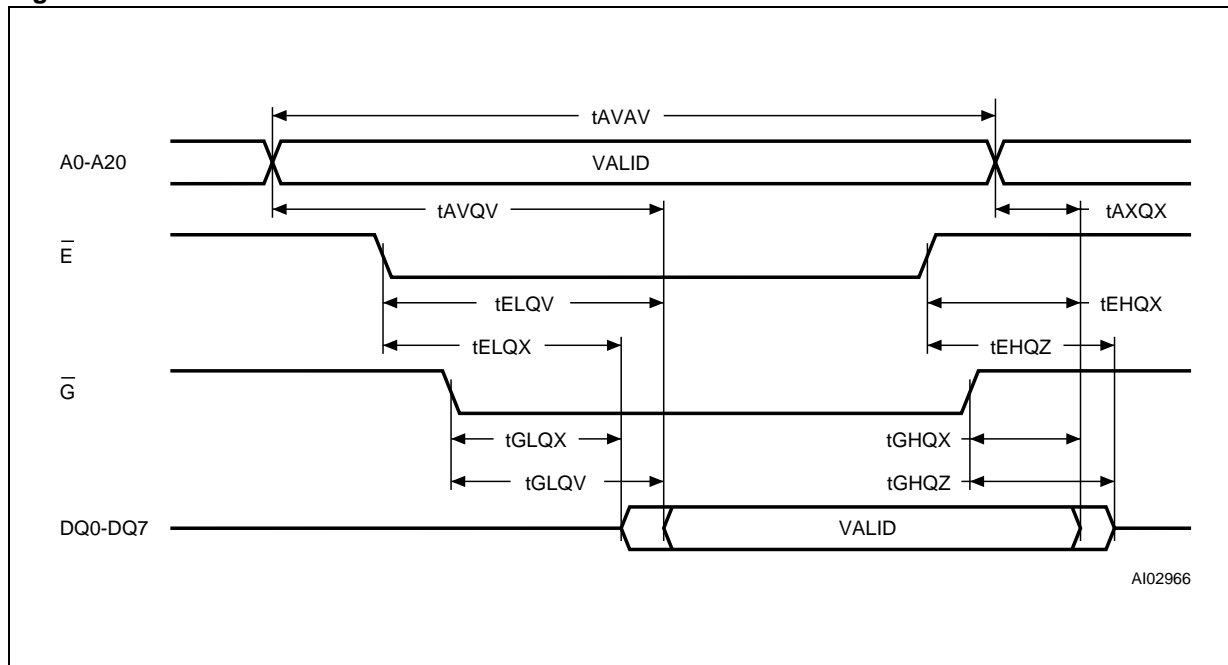 tAVAV
A0-A20
VALID
tAVQV
tAXQX
E̅
tELQV
tEHQX
tELQX
tEHQZ
G̅
tGLQX
tGHQX
tGLQV
tGHQZ
DQ0-DQ7
VALID
AI02966